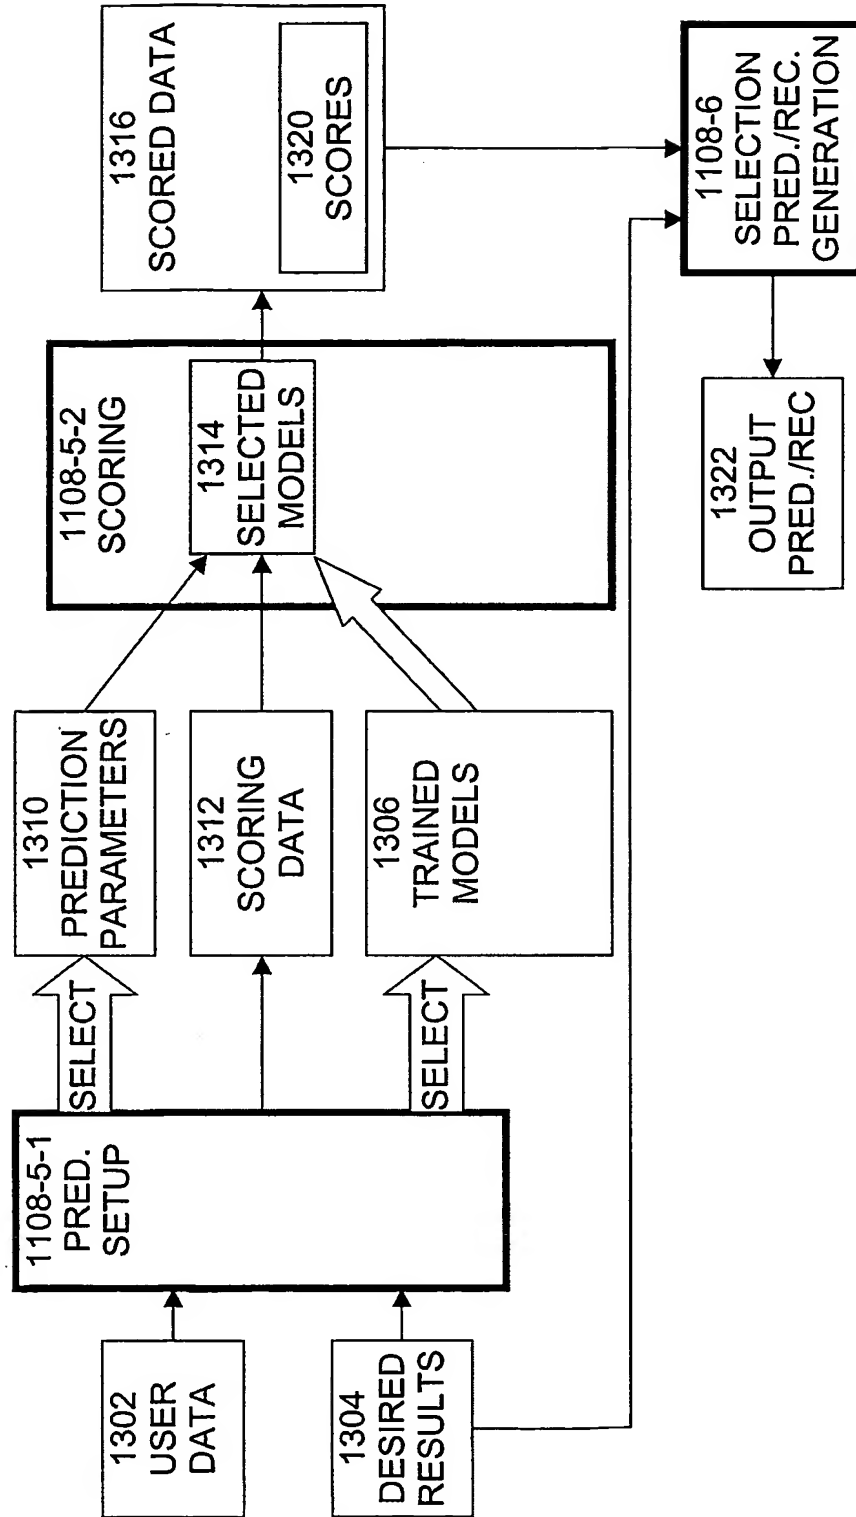 1302
USER
DATA
1304
DESIRED
RESULTS
1108-5-1
PRED.
SETUP
SELECT
SELECT
1310
PREDICTION
PARAMETERS
1312
SCORING
DATA
1306
TRAINED
MODELS
1108-5-2
SCORING
1314
SELECTED
MODELS
1316
SCORED DATA
1320
SCORES
1108-6
SELECTION
PRED./REC.
GENERATION
1322
OUTPUT
PRED./REC